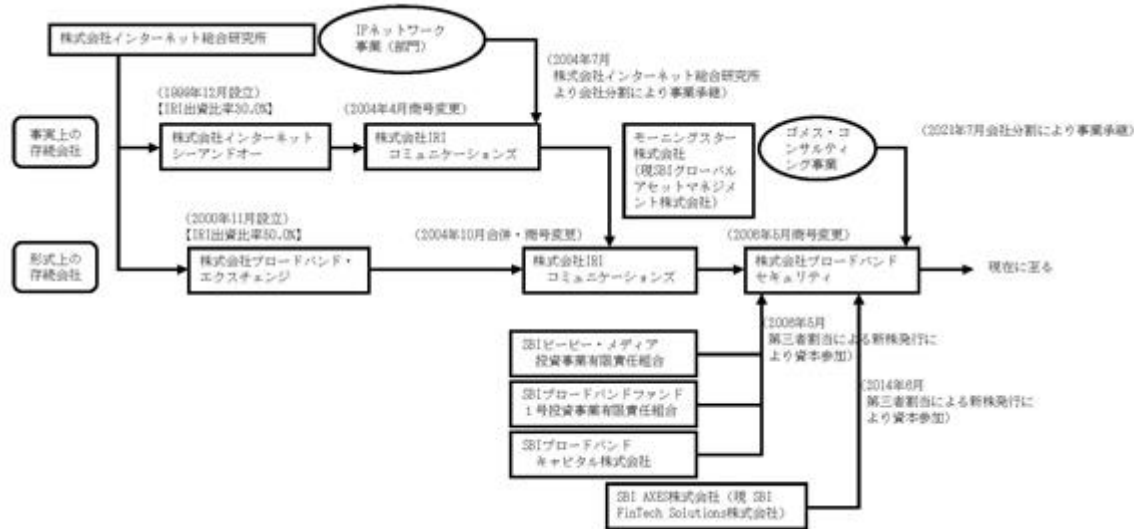 株式会社インターネット総合研究所
IPネットワーク
事業（部門）
（2004年7月
株式会社インターネット総合研究所
より会社分割により事業承継）
（1999年12月設立）
【IRI出資比率30.0%】
（2004年4月商号変更）
事実上の
存続会社
株式会社インターネット
シーアンドオー
株式会社IRI
コミュニケーションズ
モーニングスター
株式会社
（現SBIグローバル
アセットマネジメ
ント株式会社）
ゴメス・コ
ンサルティ
ング事業
（2021年7月会社分割により事業承継）
（2000年11月設立）
【IRI出資比率50.0%】
（2004年10月合併・商号変更）
（2006年5月商号変更）
形式上の
存続会社
株式会社ブロードバンド・
エクスチェンジ
株式会社IRI
コミュニケーションズ
株式会社ブロードバンド
セキュリティ
現在に至る
（2006年5月
第三者割当による新株発行に
より資本参加）
SBIビービー・メディア
投資事業有限責任組合
SBIブロードバンドファンド
1号投資事業有限責任組合
（2014年6月
第三者割当による新株発行に
より資本参加）
SBIブロードバンド
キャピタル株式会社
SBI AXES株式会社（現 SBI
FinTech Solutions株式会社）